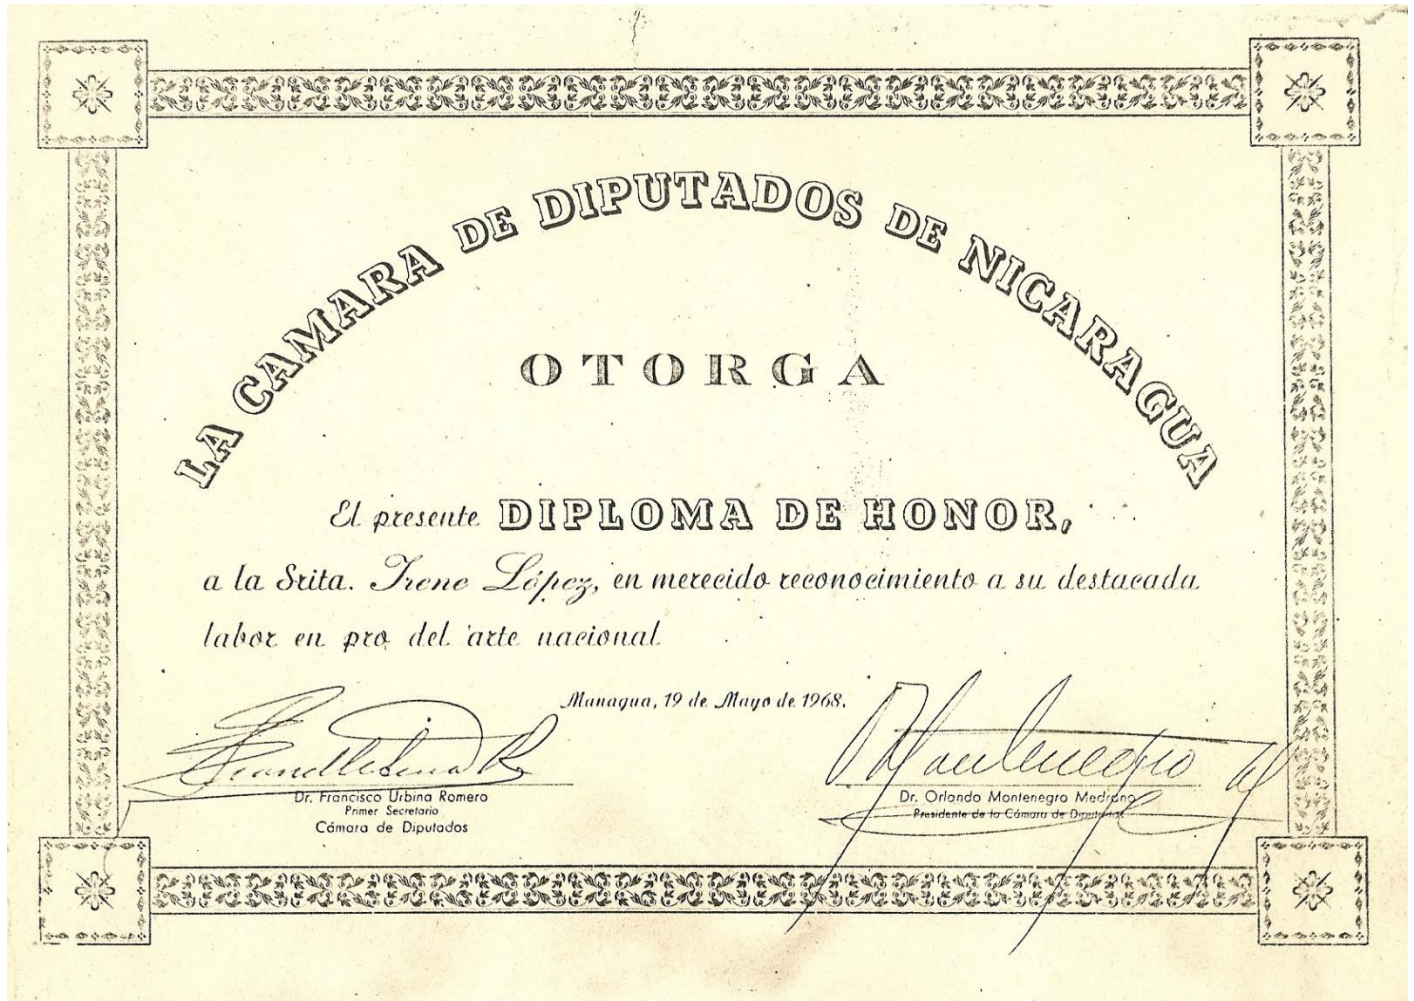 LA CAMARA DE DIPUTADOS DE NICARAGUA
OTORGA
El presente DIPLOMA DE HONOR,
a la Srita. Irene López, en merecido reconocimiento a su destacada
labor en pro del arte nacional
Managua, 19 de Mayo de 1968.
Dr. Francisco Urbina Romero
Primer Secretario
Cámara de Diputados
Montenegro
Dr. Orlando Montenegro Medrano
Presidente de la Cámara de Diputados